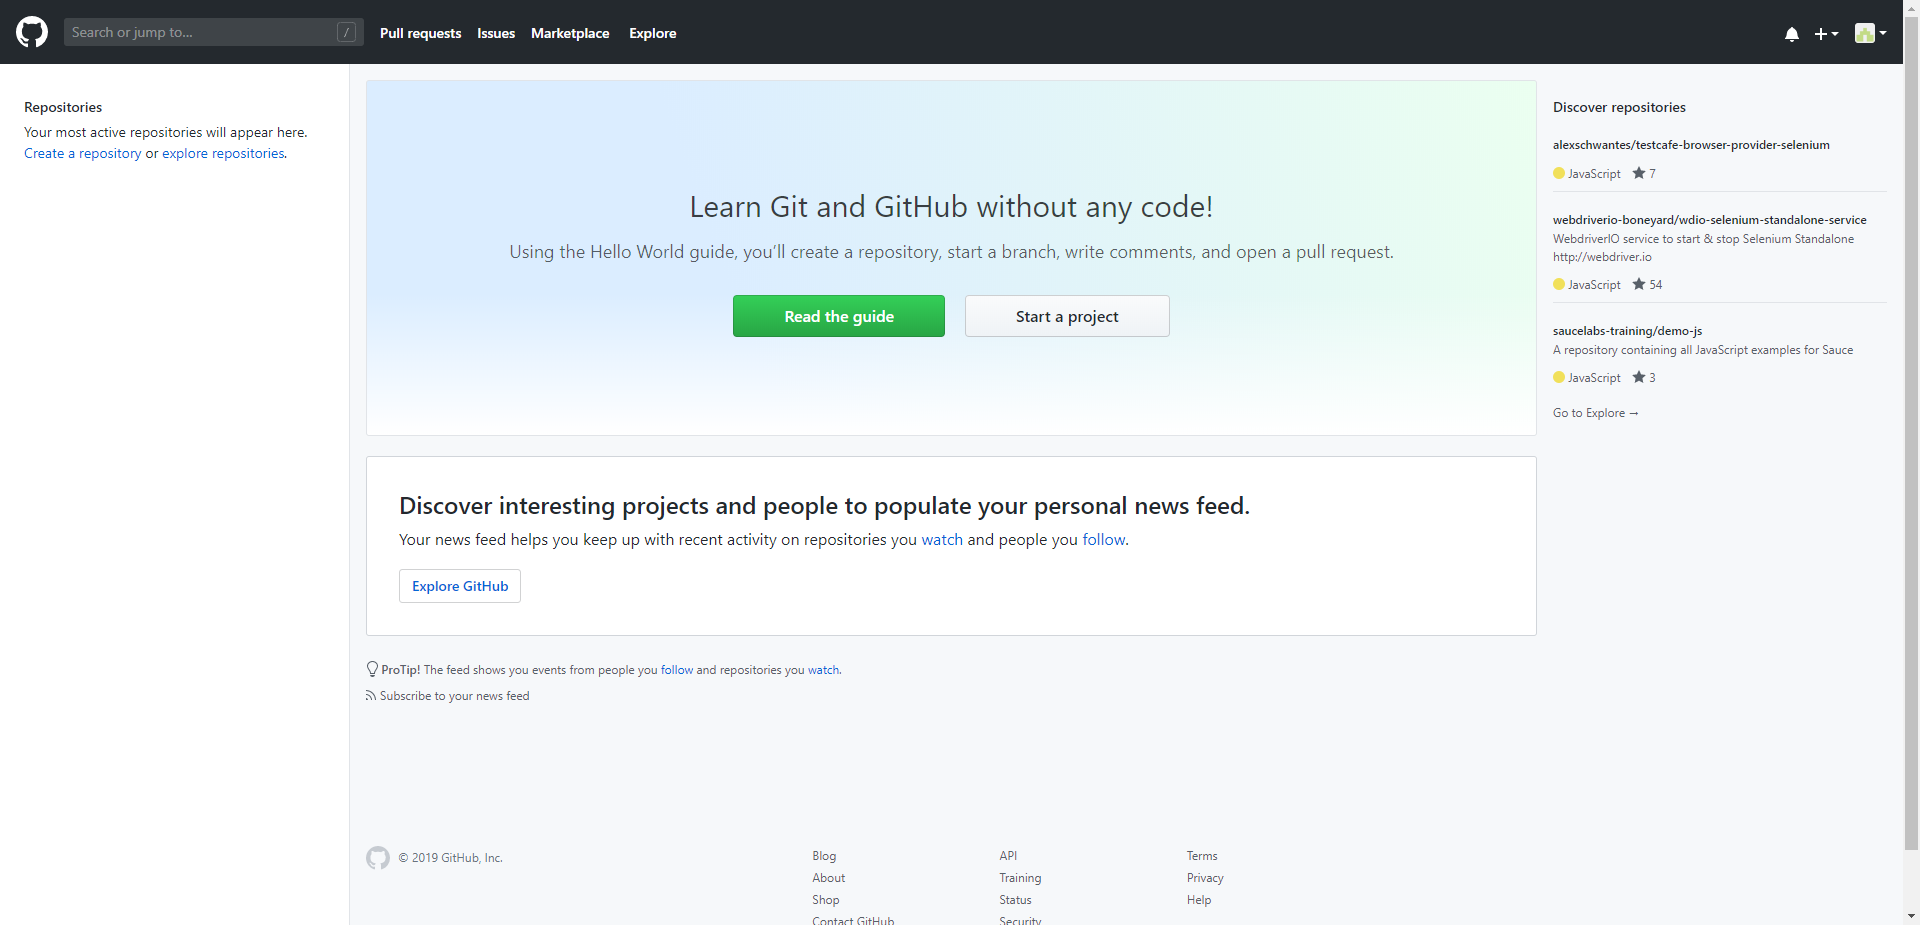 Search or jump to...
/
Pull requests
Issues
Marketplace
Explore
Repositories
Your most active repositories will appear here.
Create a repository or explore repositories.
Learn Git and GitHub without any code!
Using the Hello World guide, you’ll create a repository, start a branch, write comments, and open a pull request.
Read the guide
Start a project
Discover interesting projects and people to populate your personal news feed.
Your news feed helps you keep up with recent activity on repositories you watch and people you follow.
Explore GitHub
ProTip! The feed shows you events from people you follow and repositories you watch.
Subscribe to your news feed
Discover repositories
alexschwantes/testcafe-browser-provider-selenium
JavaScript 7
webdriverio-boneyard/wdio-selenium-standalone-service
WebdriverIO service to start & stop Selenium Standalone
http://webdriver.io
JavaScript 54
saucelabs-training/demo-js
A repository containing all JavaScript examples for Sauce
JavaScript 3
Go to Explore →
© 2019 GitHub, Inc.
Blog
About
Shop
Contact GitHub
API
Training
Status
Security
Terms
Privacy
Help